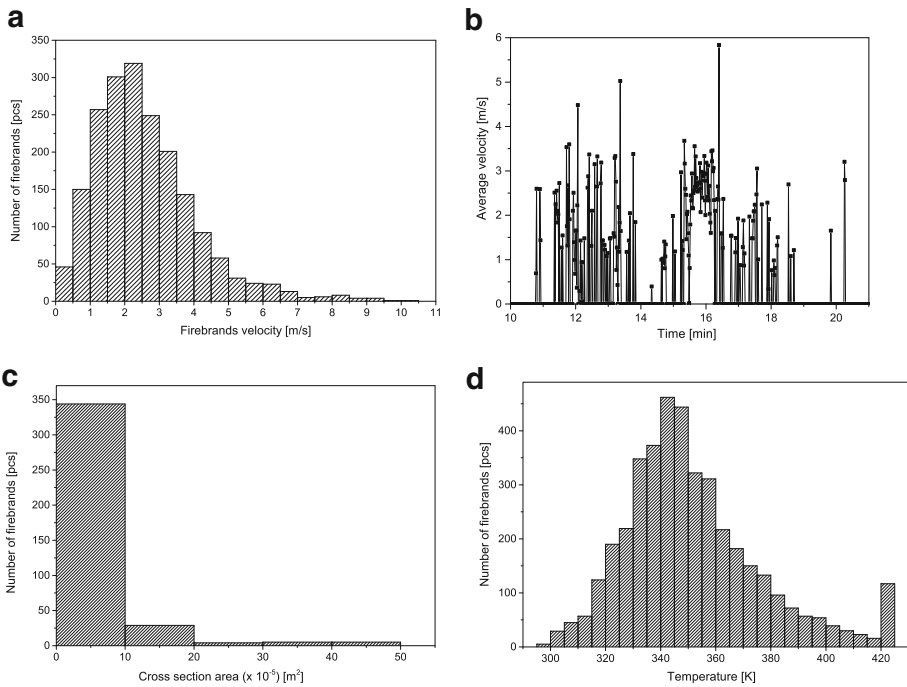 a
350
300
250
200
150
100
50
0
Number of firebrands [pcs]
0 1 2 3 4 5 6 7 8 9 10 11
Firebrands velocity [m/s]
b
6
5
4
3
2
1
0
Average velocity [m/s]
10 12 14 16 18 20
Time [min]
c
350
300
250
200
150
100
50
0
Number of firebrands [pcs]
0 10 20 30 40 50
Cross section area (x 10⁻⁵) [m²]
d
400
300
200
100
0
Number of firebrands [pcs]
300 320 340 360 380 400 420
Temperature [K]